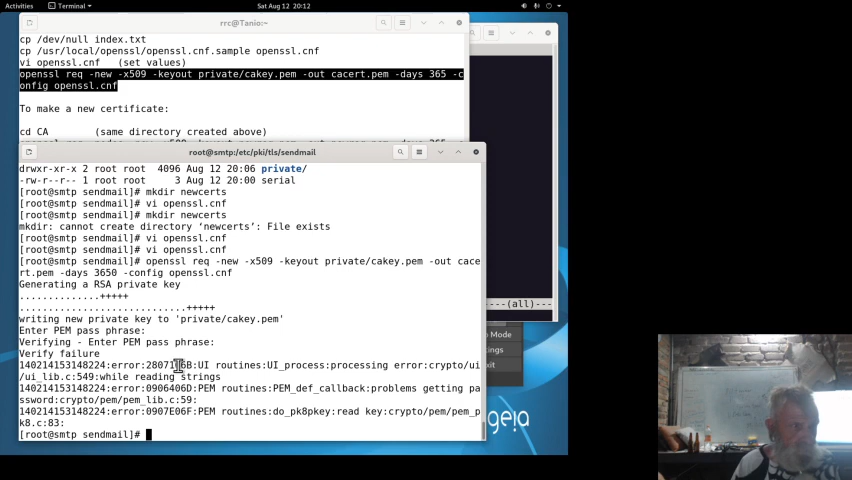 Activities
Terminal
Sat Aug 12 20:12
rrc@Tanio:~
cp /dev/null index.txt
cp /usr/local/openssl/openssl.cnf.sample openssl.cnf
vi openssl.cnf   (set values)
openssl req -new -x509 -keyout private/cakey.pem -out cacert.pem -days 365 -c
onfig openssl.cnf
To make a new certificate:
cd CA        (same directory created above)
root@smtp:/etc/pki/tls/sendmail
drwxr-xr-x 2 root root  4096 Aug 12 20:06 private/
-rw-r--r-- 1 root root     3 Aug 12 20:00 serial
[root@smtp sendmail]# mkdir newcerts
[root@smtp sendmail]# vi openssl.cnf
[root@smtp sendmail]# mkdir newcerts
mkdir: cannot create directory ‘newcerts’: File exists
[root@smtp sendmail]# vi openssl.cnf
[root@smtp sendmail]# vi openssl.cnf
[root@smtp sendmail]# openssl req -new -x509 -keyout private/cakey.pem -out cace
rt.pem -days 3650 -config openssl.cnf
Generating a RSA private key
..............+++++
............................+++++
writing new private key to 'private/cakey.pem'
Enter PEM pass phrase:
Verifying - Enter PEM pass phrase:
Verify failure
140214153148224:error:2807106B:UI routines:UI_process:processing error:crypto/ui
/ui_lib.c:549:while reading strings
140214153148224:error:0906406D:PEM routines:PEM_def_callback:problems getting pa
ssword:crypto/pem/pem_lib.c:59:
140214153148224:error:0907E06F:PEM routines:do_pk8pkey:read key:crypto/pem/pem_p
k8.c:83:
[root@smtp sendmail]#
---(all)---
Mode
geia